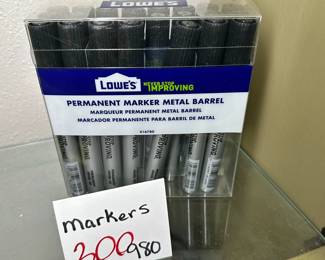 LOWE'S
NEVER STOP
IMPROVING
PERMANENT MARKER METAL BARREL
MARQUEUR PERMANENT METAL BARREL
MARCADOR PERMANENTE PARA BARRIL DE METAL
markers
300
980